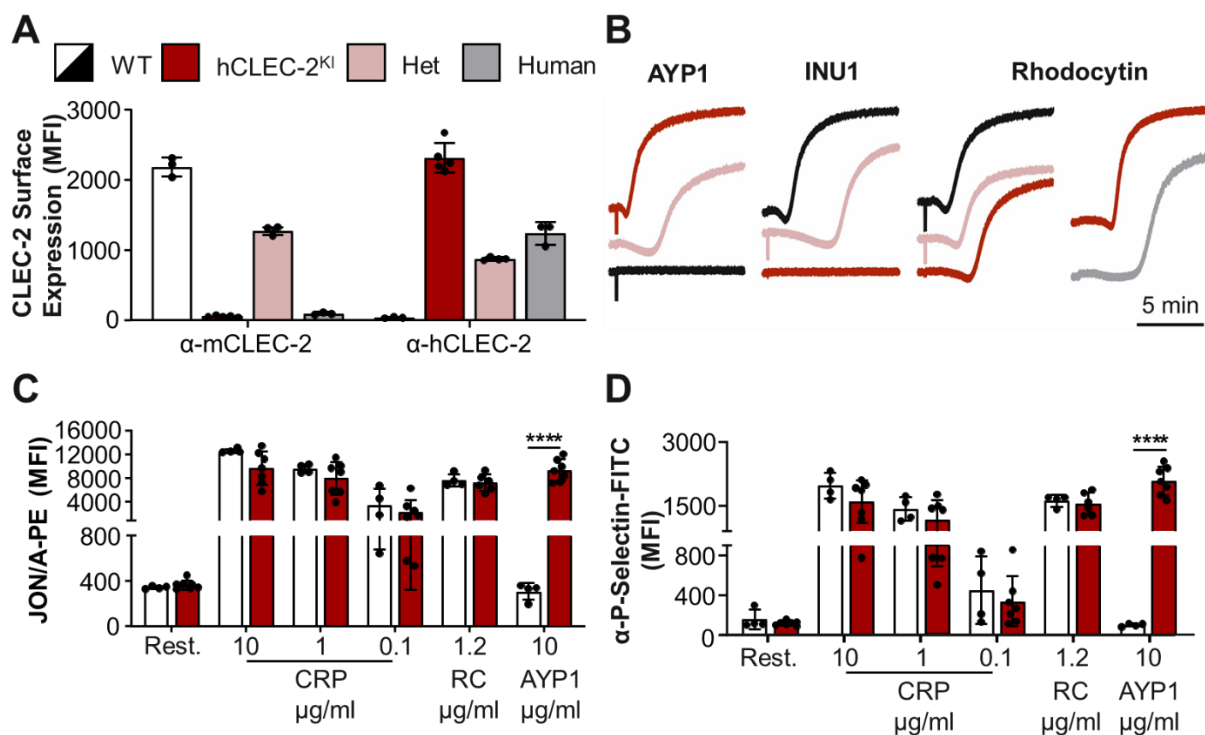 A
WT hCLEC-2KI Het Human
CLEC-2 Surface
Expression (MFI)
3000
2000
1000
0
α-mCLEC-2 α-hCLEC-2
B
AYP1 INU1 Rhodocytin
5 min
C
JON/A-PE (MFI)
16000
12000
8000
4000
800
400
0
****
Rest. 10 1 0.1 1.2 10
CRP RC AYP1
µg/ml µg/ml µg/ml
D
α-P-Selectin-FITC
(MFI)
3000
1500
800
400
0
****
Rest. 10 1 0.1 1.2 10
CRP RC AYP1
µg/ml µg/ml µg/ml